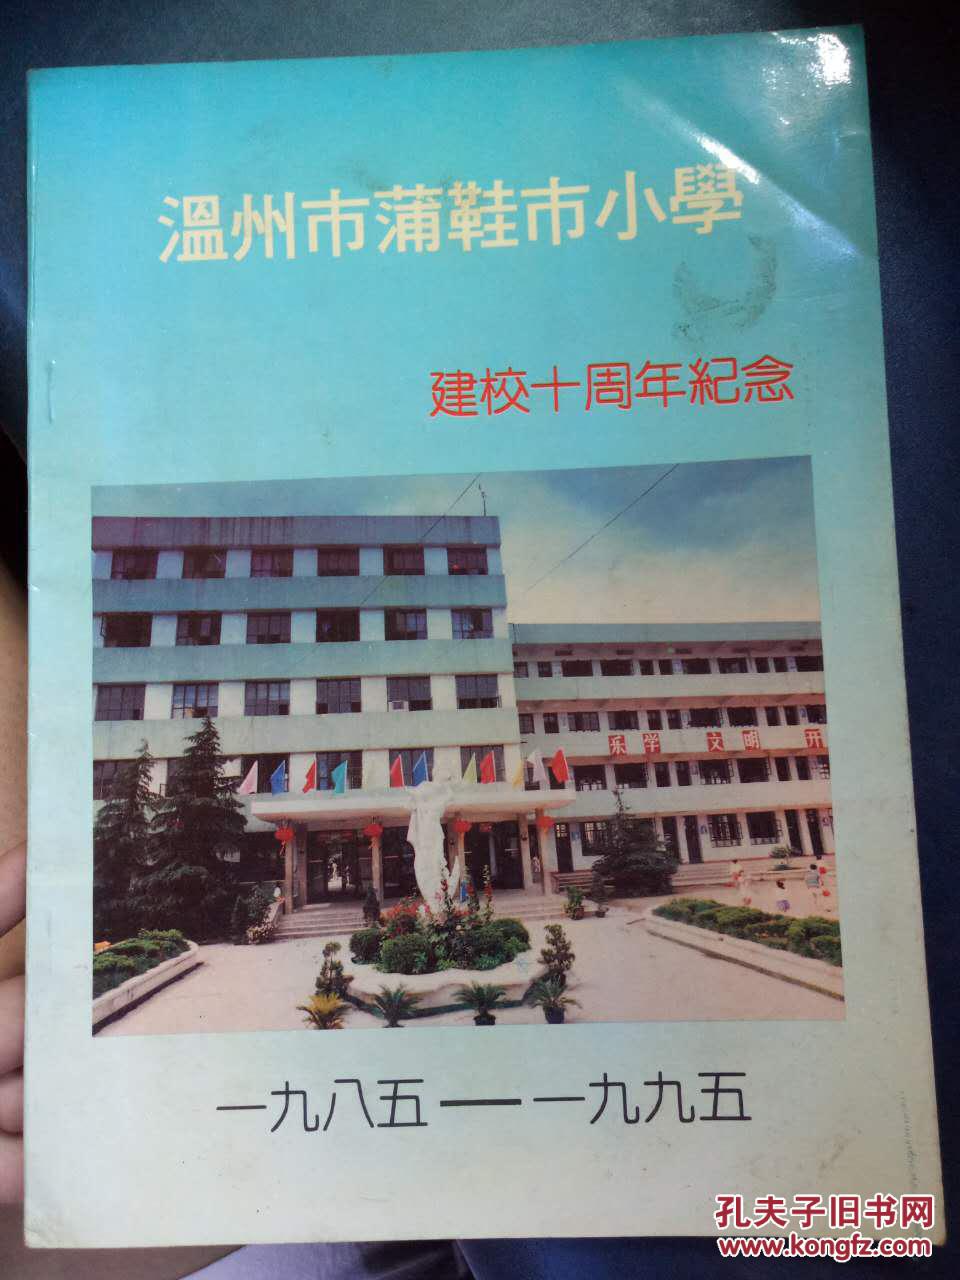 溫州市蒲鞋市小學
建校十周年紀念
乐学 文明 开
一九八五——一九九五
孔夫子旧书网
www.kongfz.com